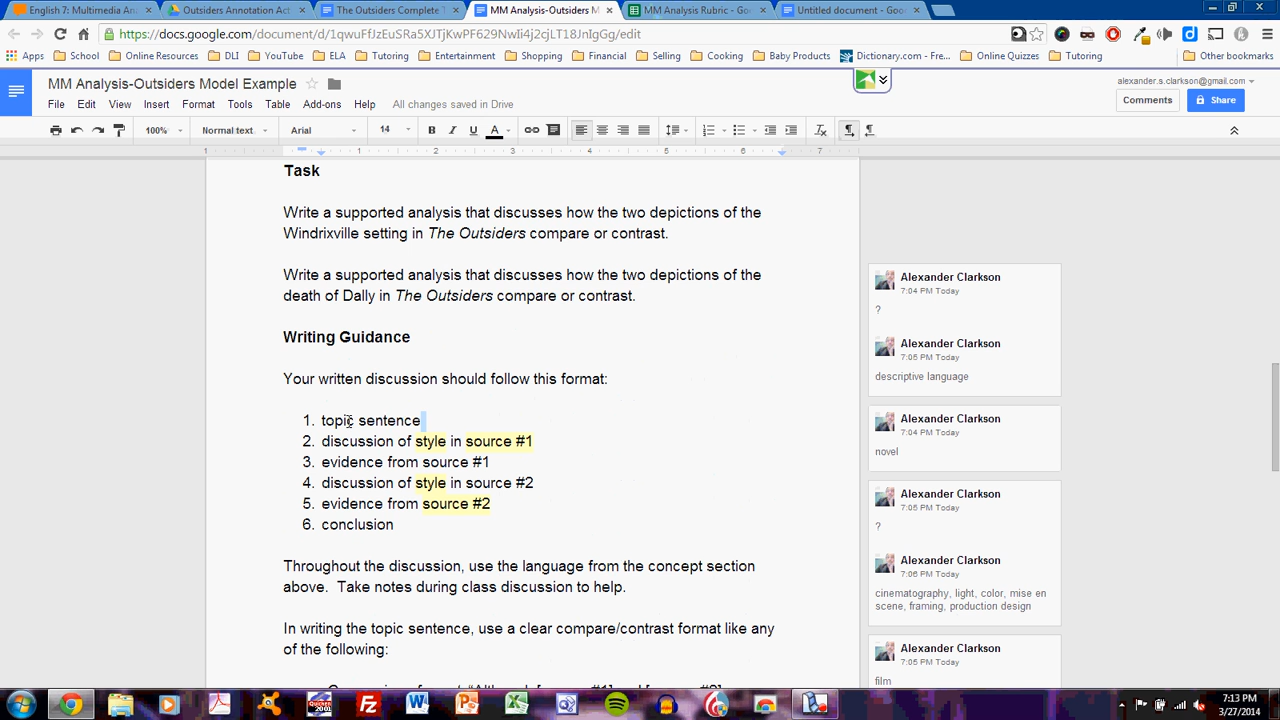 English 7: Multimedia Ana
Outsiders Annotation Act
The Outsiders Complete T
MM Analysis-Outsiders M
MM Analysis Rubric - Goo
Untitled document - Goo
https://docs.google.com/document/d/1qwbFfJzEuSRa5XJTjKwPF629NwIi4j2cjLT18JnIgGg/edit
Apps School Online Resources DLI YouTube ELA Tutoring Entertainment Shopping Financial Selling Cooking Baby Products Dictionary.com - Fre... Online Quizzes Tutoring Other bookmarks
MM Analysis-Outsiders Model Example
alexander.s.clarkson@gmail.com
File Edit View Insert Format Tools Table Add-ons Help All changes saved in Drive
Comments Share
100% Normal text Arial 14 B I U A
1 1 2 3 4 5 6 7
Task
Write a supported analysis that discusses how the two depictions of the
Windrixville setting in The Outsiders compare or contrast.
Write a supported analysis that discusses how the two depictions of the
death of Dally in The Outsiders compare or contrast.
Writing Guidance
Your written discussion should follow this format:
1. topic sentence
2. discussion of style in source #1
3. evidence from source #1
4. discussion of style in source #2
5. evidence from source #2
6. conclusion
Throughout the discussion, use the language from the concept section
above. Take notes during class discussion to help.
In writing the topic sentence, use a clear compare/contrast format like any
of the following:
Alexander Clarkson
7:04 PM Today
?
Alexander Clarkson
7:05 PM Today
descriptive language
Alexander Clarkson
7:04 PM Today
novel
Alexander Clarkson
7:05 PM Today
?
Alexander Clarkson
7:06 PM Today
cinematography, light, color, mise en
scene, framing, production design
Alexander Clarkson
7:05 PM Today
film
7:13 PM
3/27/2014